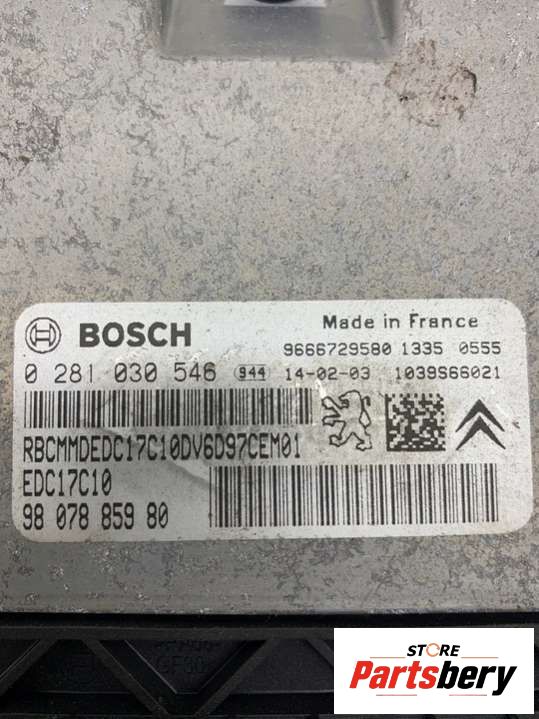 BOSCH
Made in France
9666729580 1335 0555
0 281 030 546 944 14-02-03 1039S66021
RBCMMDEDC17C10DV6D97CEM01
EDC17C10
98 078 859 80
STORE
Partsbery